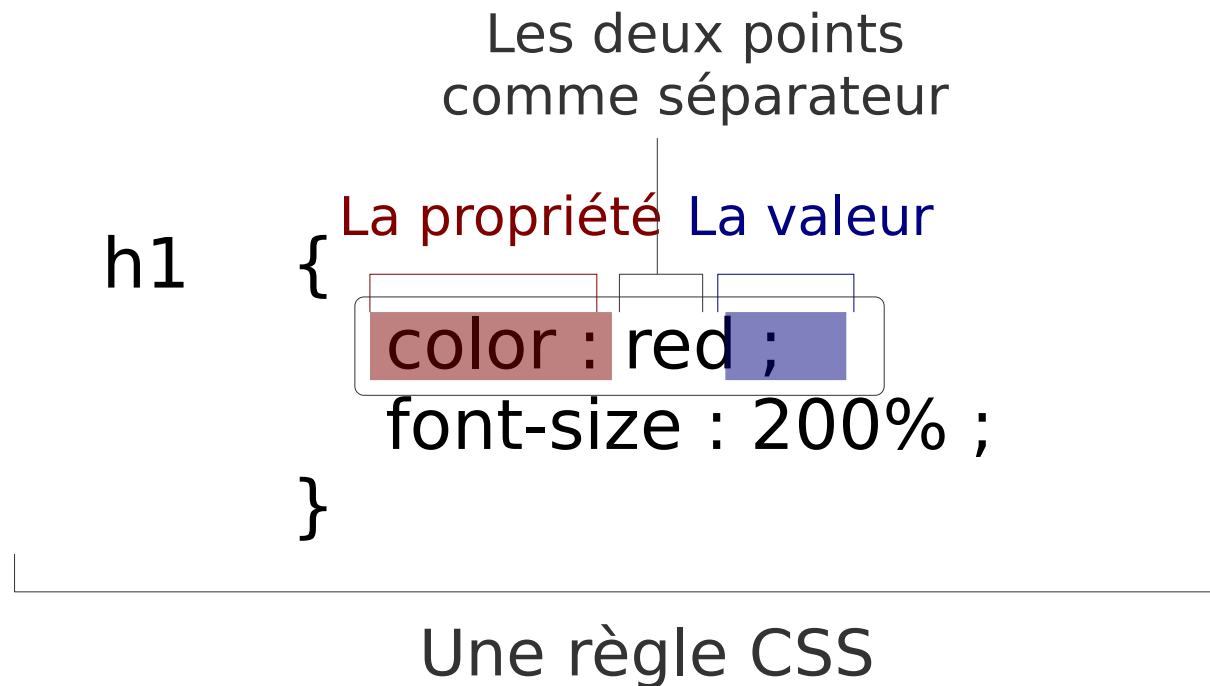 Les deux points
comme séparateur
La propriété La valeur
h1 {
color : red ;
font-size : 200% ;
}
Une règle CSS